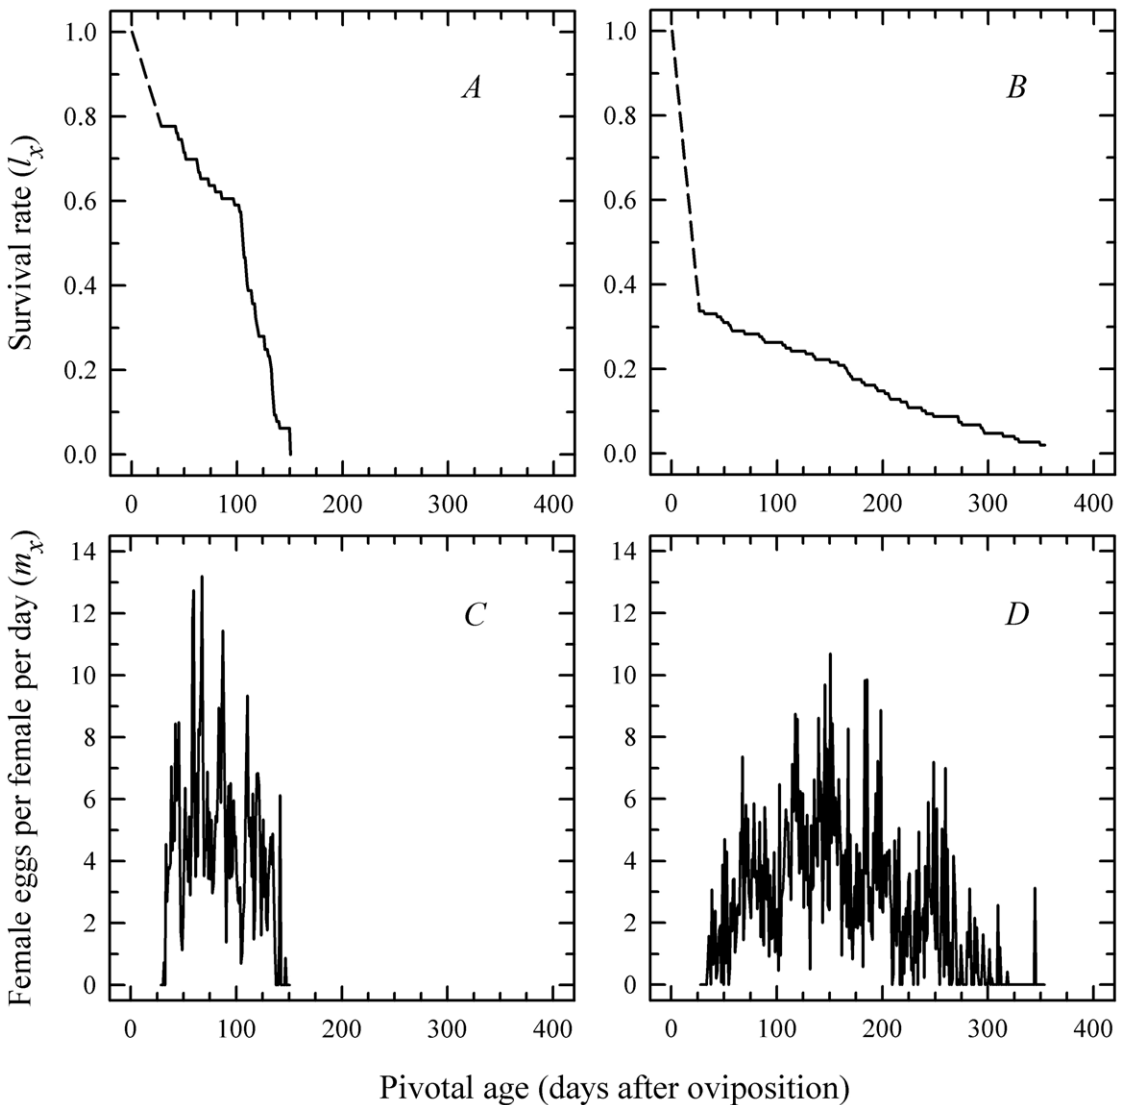 Survival rate (lx)
1.0
0.8
0.6
0.4
0.2
0.0
0 100 200 300 400
A
1.0
0.8
0.6
0.4
0.2
0.0
0 100 200 300 400
B
Female eggs per female per day (mx)
14
12
10
8
6
4
2
0
0 100 200 300 400
C
14
12
10
8
6
4
2
0
0 100 200 300 400
D
Pivotal age (days after oviposition)